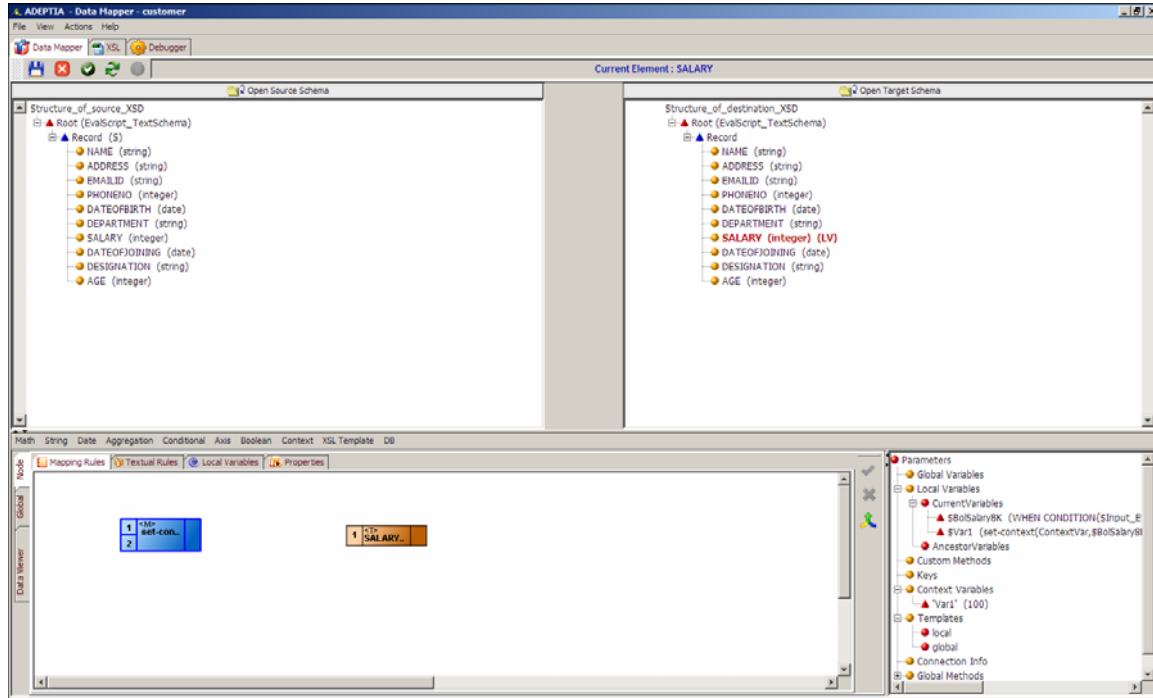 ADEPTIA - Data Mapper - customer
File View Actions Help
Data Mapper XSL Debugger
Current Element : SALARY
Open Source Schema
Structure_of_source_XSD
Root (EvalScript_TextSchema)
Record (S)
NAME (string)
ADDRESS (string)
EMAILID (string)
PHONENO (integer)
DATEOFBIRTH (date)
DEPARTMENT (string)
SALARY (integer)
DATEOFJOINING (date)
DESIGNATION (string)
AGE (integer)
Open Target Schema
Structure_of_destination_XSD
Root (EvalScript_TextSchema)
Record
NAME (string)
ADDRESS (string)
EMAILID (string)
PHONENO (integer)
DATEOFBIRTH (date)
DEPARTMENT (string)
SALARY (integer) (LV)
DATEOFJOINING (date)
DESIGNATION (string)
AGE (integer)
Math String Date Aggregation Conditional Axis Boolean Context XSL Template DB
Node
Global
Data Viewer
Mapping Rules Textual Rules Local Variables Properties
1 <M>
set-con..
2
1 <T>
SALARY..
Parameters
Global Variables
Local Variables
CurrentVariables
$BolSalary8K (WHEN CONDITION($Input_E
$Var1 (set-context(ContextVar,$BolSalary8
AncestorVariables
Custom Methods
Keys
Context Variables
'Var1' (100)
Templates
local
global
Connection Info
Global Methods